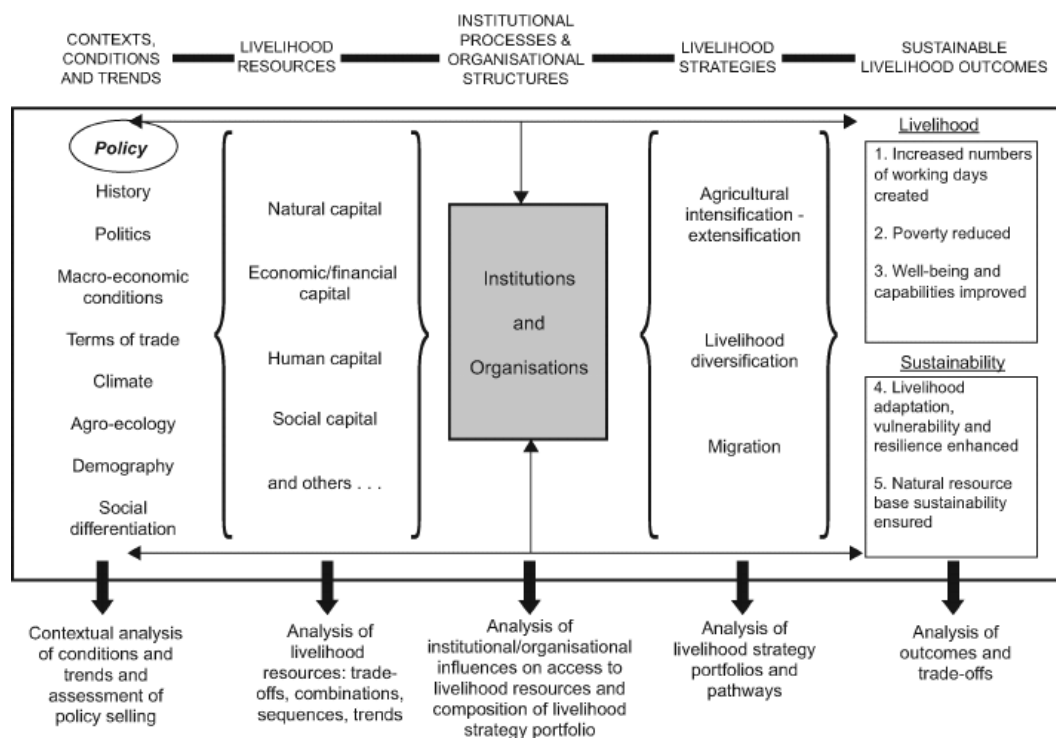 CONTEXTS,
CONDITIONS
AND TRENDS
LIVELIHOOD
RESOURCES
INSTITUTIONAL
PROCESSES &
ORGANISATIONAL
STRUCTURES
LIVELIHOOD
STRATEGIES
SUSTAINABLE
LIVELIHOOD OUTCOMES
Policy
History
Politics
Macro-economic
conditions
Terms of trade
Climate
Agro-ecology
Demography
Social
differentiation
Natural capital
Economic/financial
capital
Human capital
Social capital
and others . . .
Institutions
and
Organisations
Agricultural
intensification -
extensification
Livelihood
diversification
Migration
Livelihood
1. Increased numbers
of working days
created
2. Poverty reduced
3. Well-being and
capabilities improved
Sustainability
4. Livelihood
adaptation,
vulnerability and
resilience enhanced
5. Natural resource
base sustainability
ensured
Contextual analysis
of conditions and
trends and
assessment of
policy selling
Analysis of
livelihood
resources: trade-
offs, combinations,
sequences, trends
Analysis of
institutional/organisational
influences on access to
livelihood resources and
composition of livelihood
strategy portfolio
Analysis of
livelihood strategy
portfolios and
pathways
Analysis of
outcomes and
trade-offs